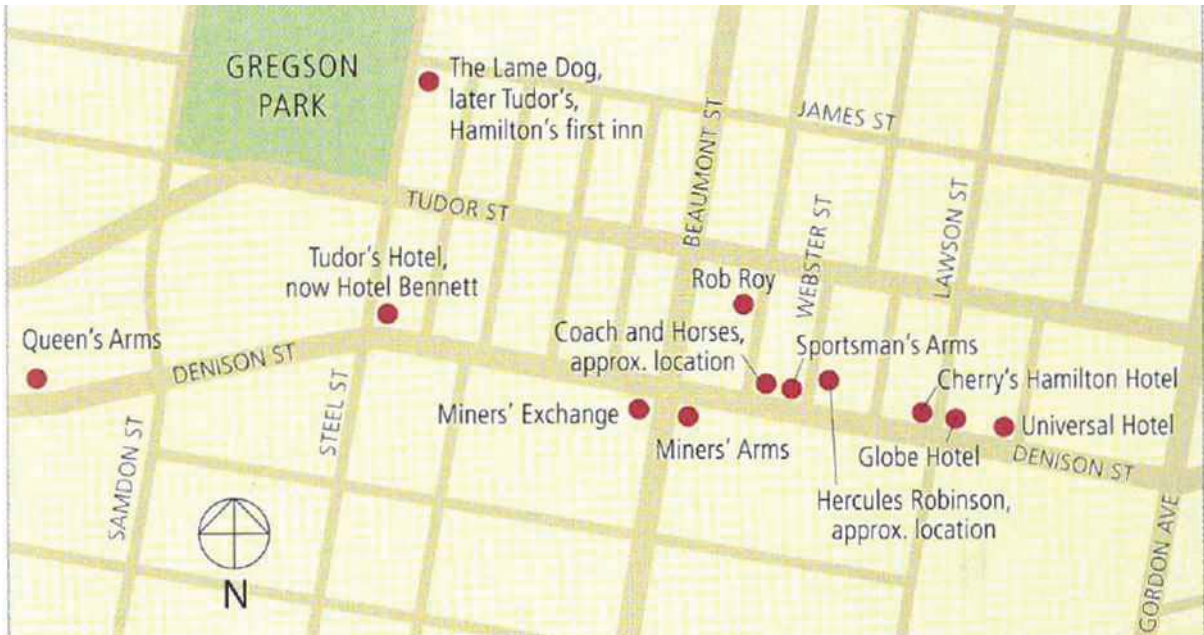 GREGSON
PARK
The Lame Dog,
later Tudor's,
Hamilton's first inn
JAMES ST
BEAUMONT ST
TUDOR ST
WEBSTER ST
LAWSON ST
Tudor's Hotel,
now Hotel Bennett
Rob Roy
Queen's Arms
Coach and Horses,
approx. location
Sportsman's Arms
DENISON ST
Cherry's Hamilton Hotel
STEEL ST
Miners' Exchange
Miners' Arms
Universal Hotel
Globe Hotel
DENISON ST
SAMDON ST
Hercules Robinson,
approx. location
GORDON AVE
N